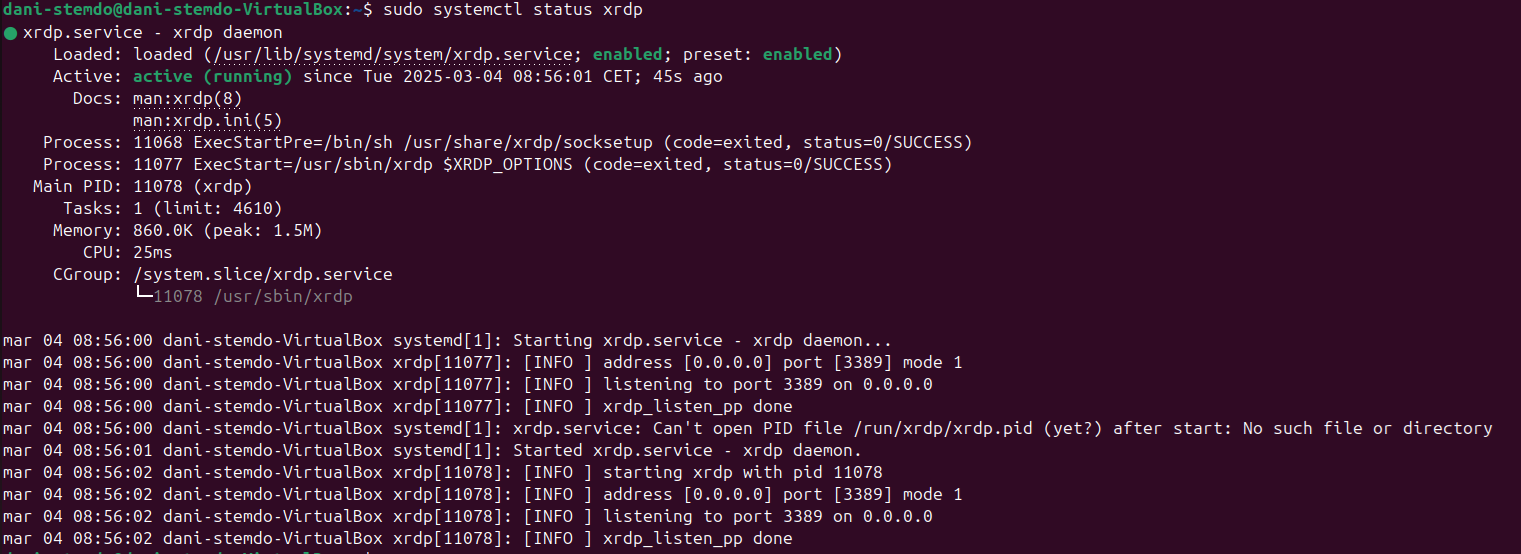 dani-stemdo@dani-stemdo-VirtualBox:~$ sudo systemctl status xrdp
● xrdp.service - xrdp daemon
     Loaded: loaded (/usr/lib/systemd/system/xrdp.service; enabled; preset: enabled)
     Active: active (running) since Tue 2025-03-04 08:56:01 CET; 45s ago
       Docs: man:xrdp(8)
             man:xrdp.ini(5)
    Process: 11068 ExecStartPre=/bin/sh /usr/share/xrdp/socksetup (code=exited, status=0/SUCCESS)
    Process: 11077 ExecStart=/usr/sbin/xrdp $XRDP_OPTIONS (code=exited, status=0/SUCCESS)
   Main PID: 11078 (xrdp)
      Tasks: 1 (limit: 4610)
     Memory: 860.0K (peak: 1.5M)
        CPU: 25ms
     CGroup: /system.slice/xrdp.service
             └─11078 /usr/sbin/xrdp

mar 04 08:56:00 dani-stemdo-VirtualBox systemd[1]: Starting xrdp.service - xrdp daemon...
mar 04 08:56:00 dani-stemdo-VirtualBox xrdp[11077]: [INFO ] address [0.0.0.0] port [3389] mode 1
mar 04 08:56:00 dani-stemdo-VirtualBox xrdp[11077]: [INFO ] listening to port 3389 on 0.0.0.0
mar 04 08:56:00 dani-stemdo-VirtualBox xrdp[11077]: [INFO ] xrdp_listen_pp done
mar 04 08:56:00 dani-stemdo-VirtualBox systemd[1]: xrdp.service: Can't open PID file /run/xrdp/xrdp.pid (yet?) after start: No such file or directory
mar 04 08:56:01 dani-stemdo-VirtualBox systemd[1]: Started xrdp.service - xrdp daemon.
mar 04 08:56:02 dani-stemdo-VirtualBox xrdp[11078]: [INFO ] starting xrdp with pid 11078
mar 04 08:56:02 dani-stemdo-VirtualBox xrdp[11078]: [INFO ] address [0.0.0.0] port [3389] mode 1
mar 04 08:56:02 dani-stemdo-VirtualBox xrdp[11078]: [INFO ] listening to port 3389 on 0.0.0.0
mar 04 08:56:02 dani-stemdo-VirtualBox xrdp[11078]: [INFO ] xrdp_listen_pp done